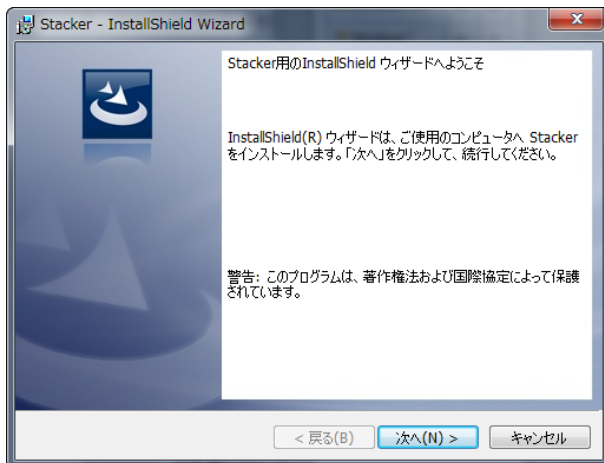 Stacker - InstallShield Wizard
Stacker用のInstallShield ウィザードへようこそ
InstallShield(R) ウィザードは、ご使用のコンピュータへ Stacker
をインストールします。「次へ」をクリックして、続行してください。
警告: このプログラムは、著作権法および国際協定によって保護
されています。
< 戻る(B)
次へ(N) >
キャンセル